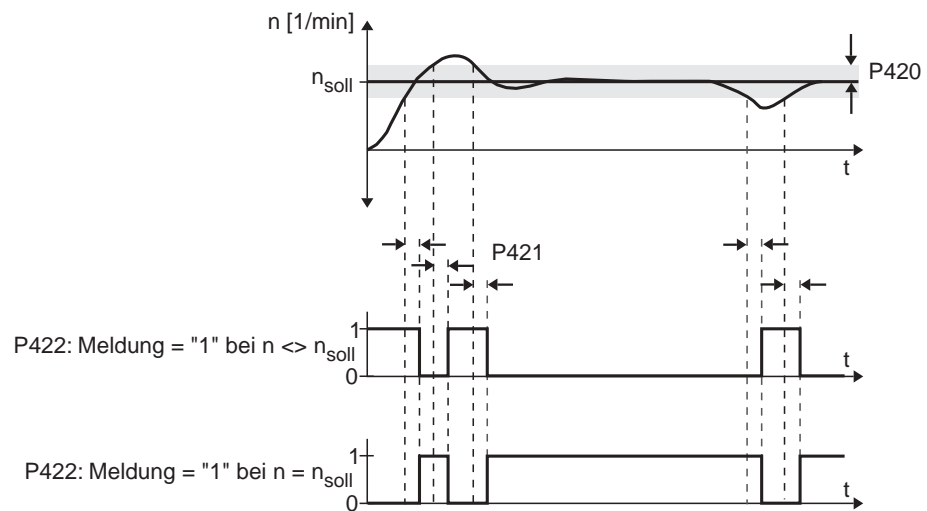 n [1/min]
n_soll
P420
t
P421
1
P422: Meldung = "1" bei n <> n_soll
0
t
1
P422: Meldung = "1" bei n = n_soll
0
t